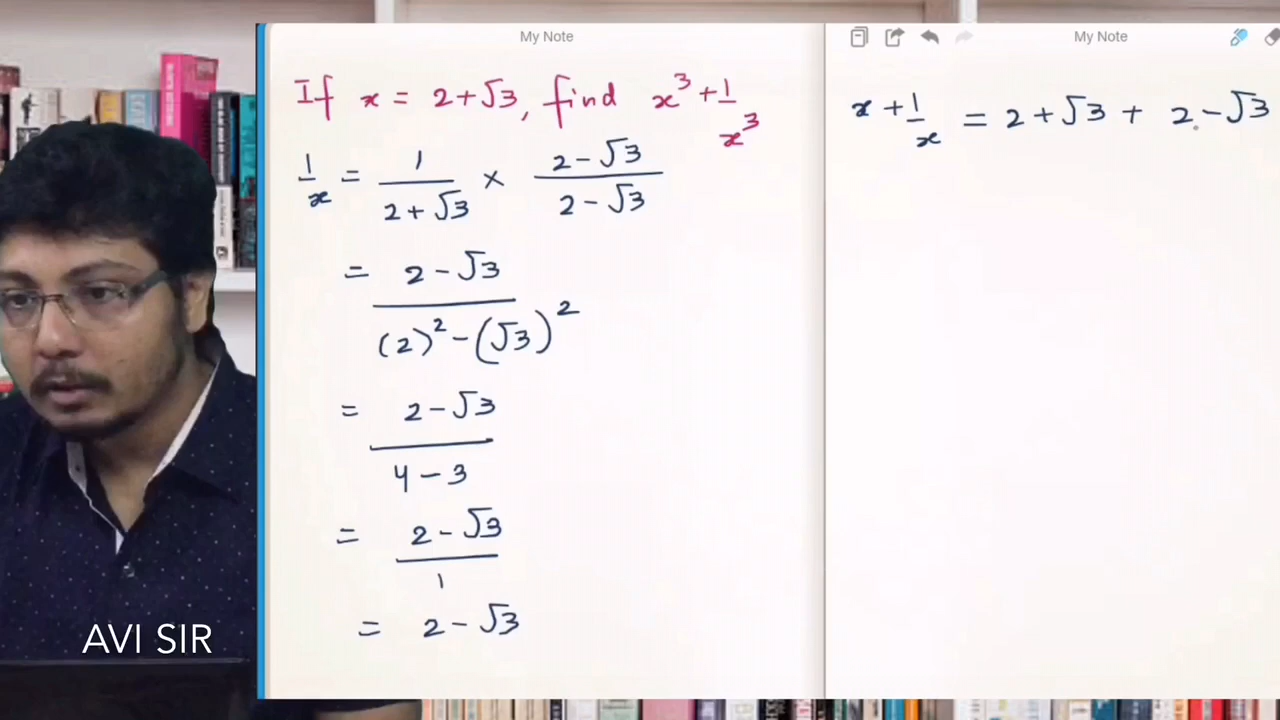 My Note
If x = 2+√3, find x³ + 1/x³
1/x = 1/(2+√3) × (2-√3)/(2-√3)
= (2-√3)/((2)² - (√3)²)
= (2-√3)/(4-3)
= (2-√3)/1
= 2-√3
My Note
x + 1/x = 2+√3 + 2-√3
AVI SIR